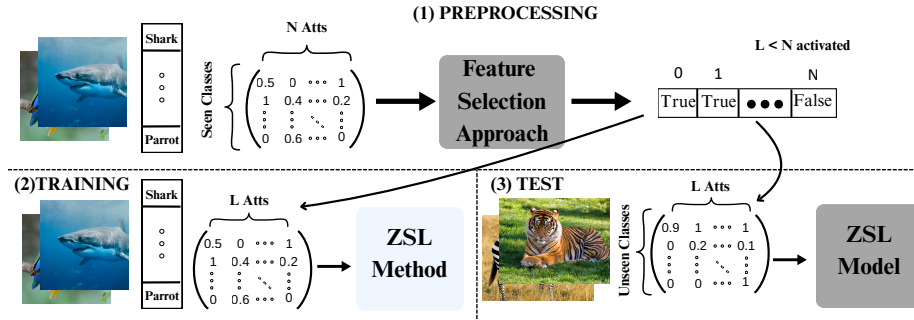 (1) PREPROCESSING
Shark
Parrot
Seen Classes
N Atts
0.5 0 1
1 0.4 0.2
0 0.6 0
Feature
Selection
Approach
L < N activated
0 1 N
True True False
(2)TRAINING
Shark
Parrot
L Atts
0.5 0 1
1 0.4 0.2
0 0.6 0
ZSL
Method
(3) TEST
Unseen Classes
L Atts
0.9 1 1
0 0.2 0.1
0 0 1
ZSL
Model